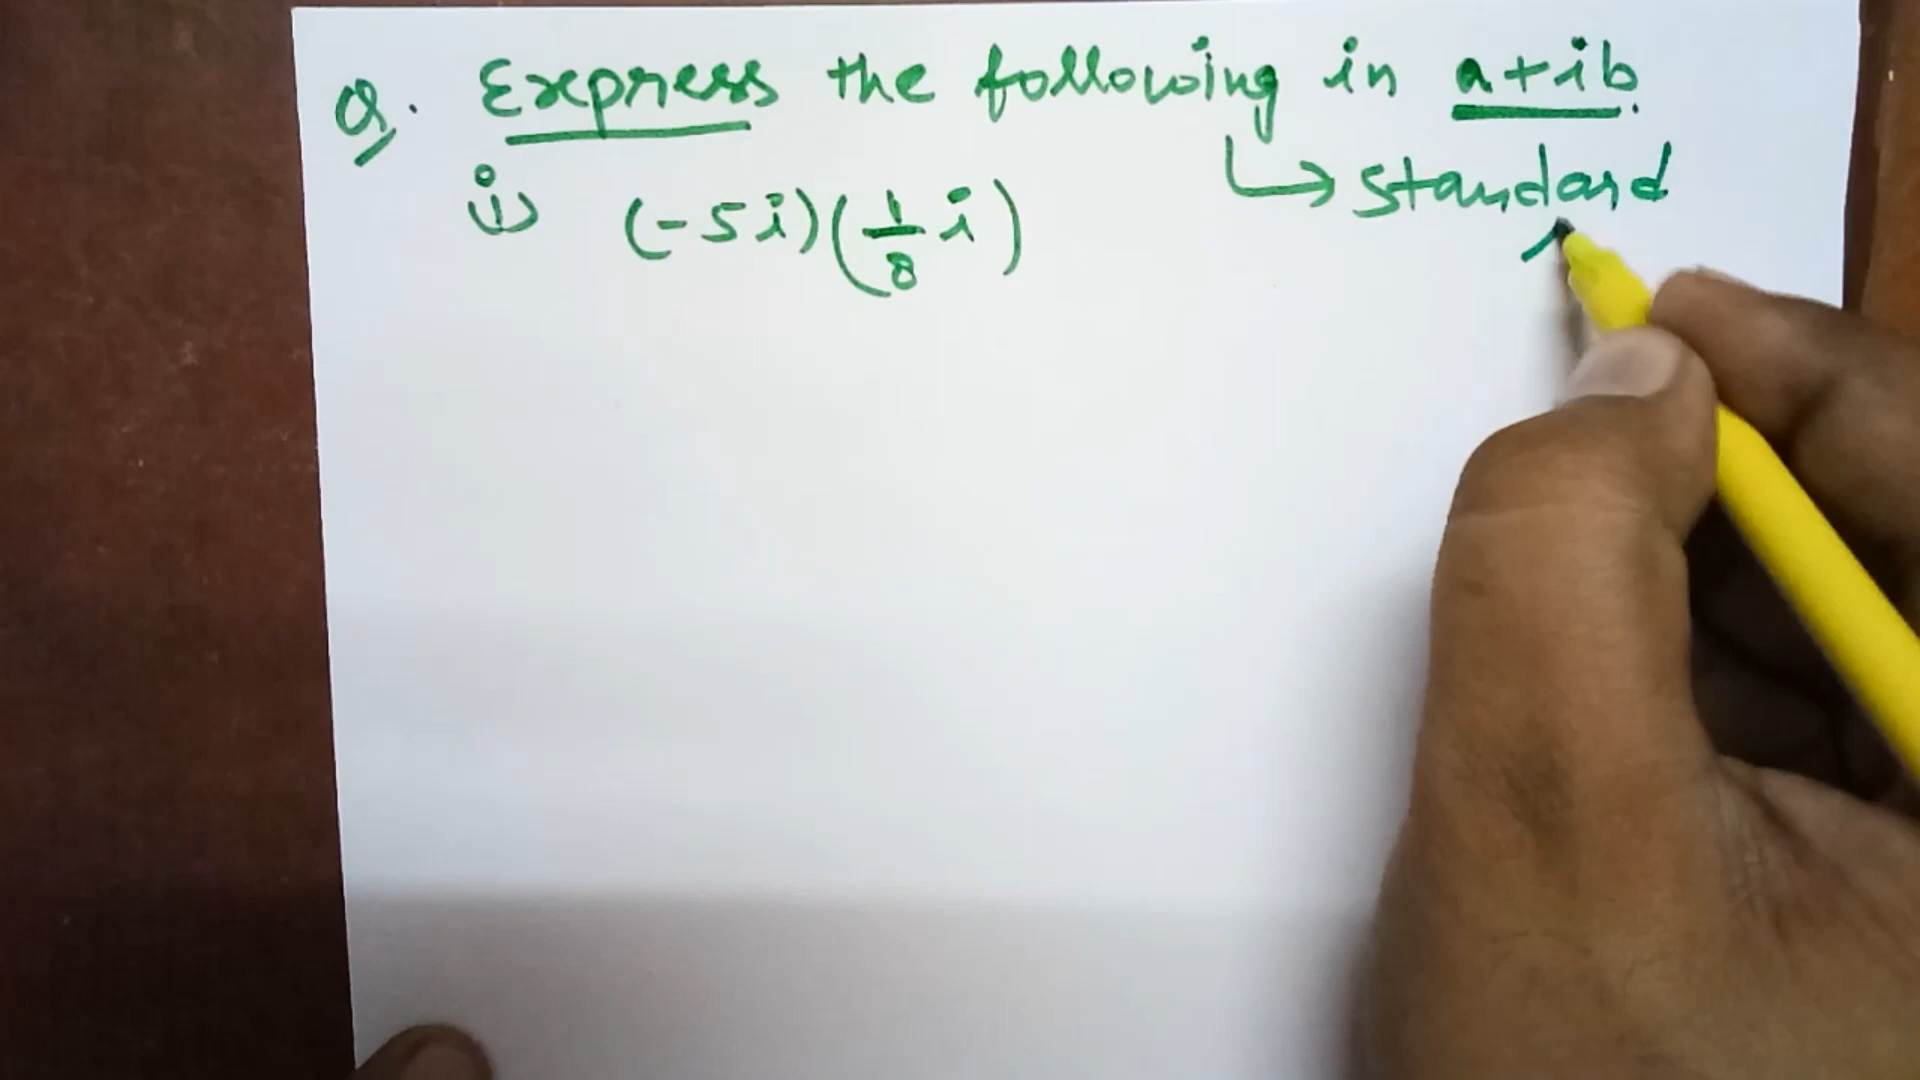 Q. Express the following in a+ib.
↳ standard
i) (-5i)(1/8 i)